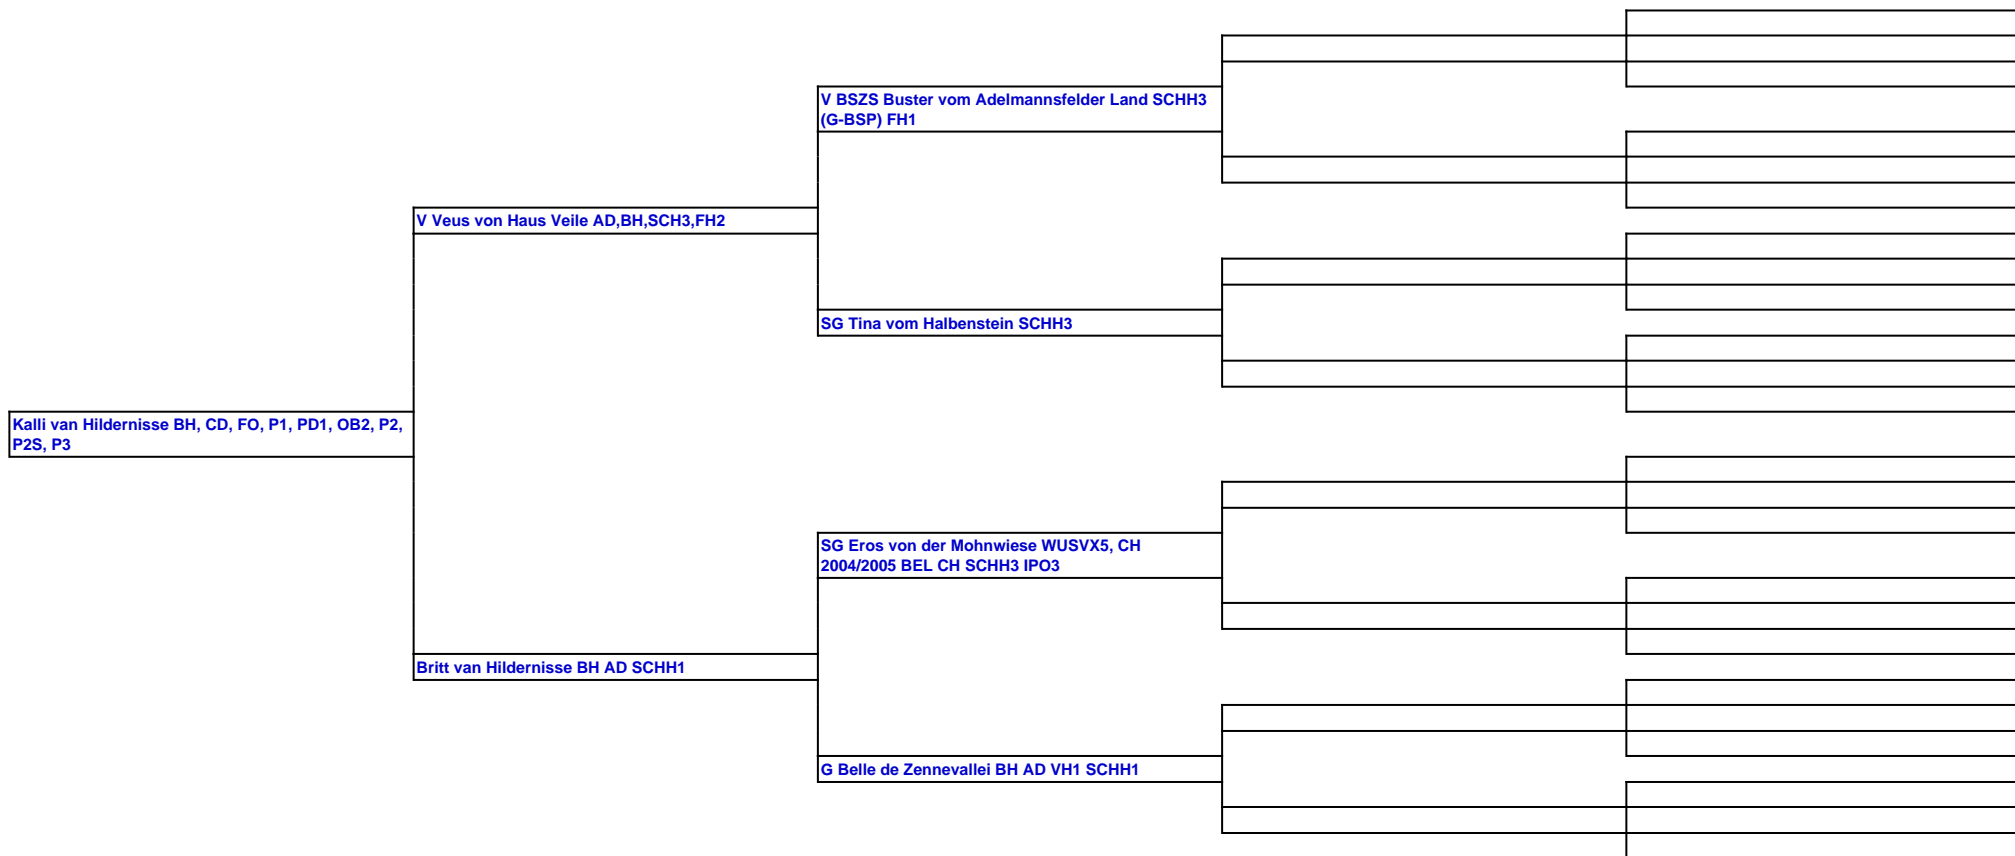 V BSZS Buster vom Adelmannsfelder Land SCHH3
(G-BSP) FH1
V Veus von Haus Veile AD,BH,SCH3,FH2
SG Tina vom Halbenstein SCHH3
Kalli van Hildernisse BH, CD, FO, P1, PD1, OB2, P2,
P2S, P3
SG Eros von der Mohnwiese WUSVX5, CH
2004/2005 BEL CH SCHH3 IPO3
Britt van Hildernisse BH AD SCHH1
G Belle de Zennevallei BH AD VH1 SCHH1